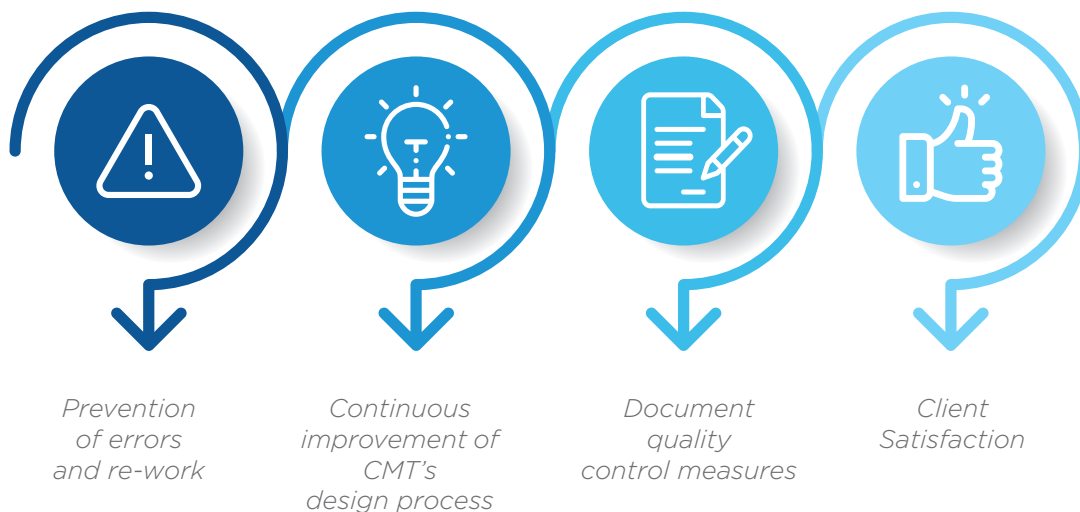 Prevention
of errors
and re-work
Continuous
improvement of
CMT's
design process
Document
quality
control measures
Client
Satisfaction